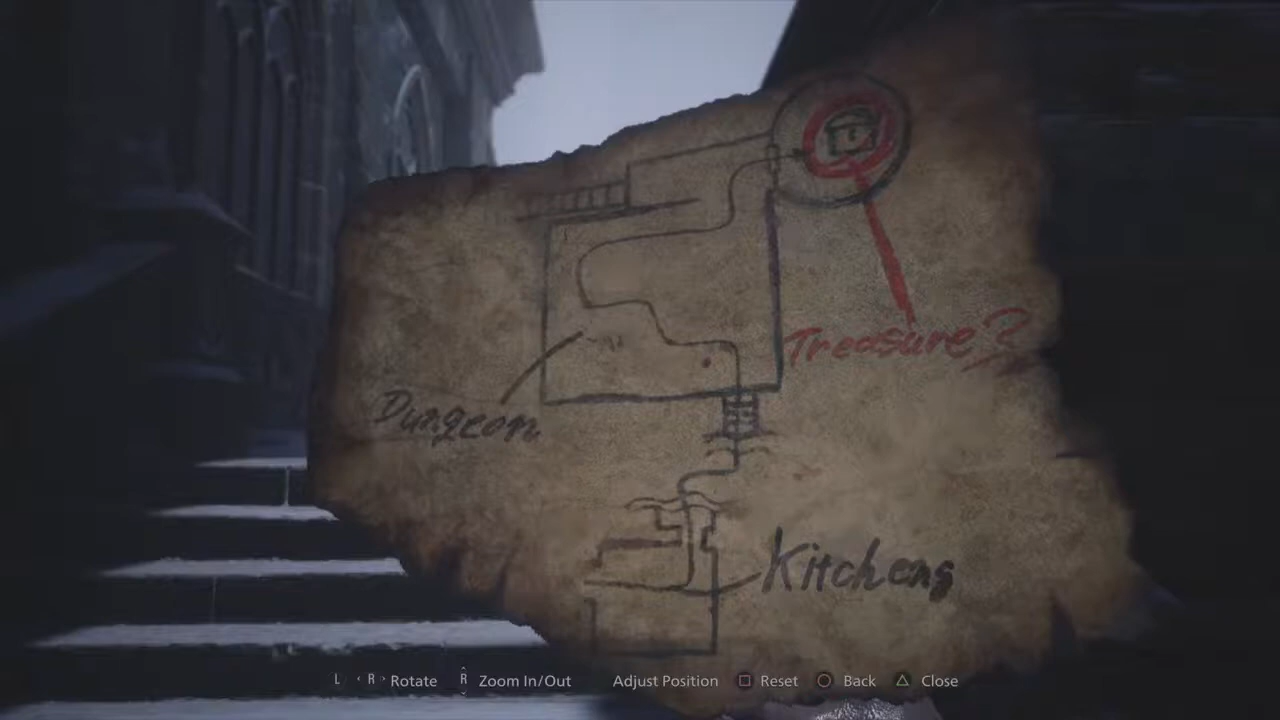 Treasure?
Dungeon
Kitchens
L R Rotate R Zoom In/Out Adjust Position Reset Back Close